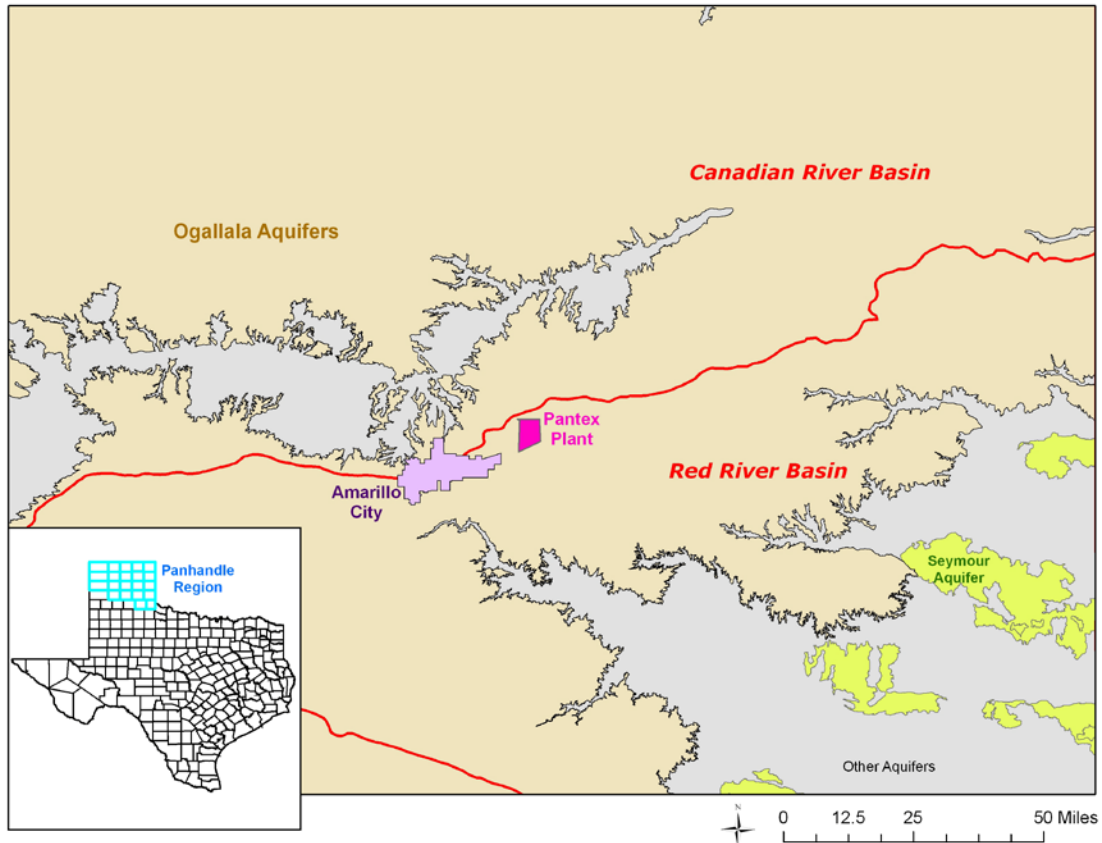 Canadian River Basin
Ogallala Aquifers
Pantex
Plant
Red River Basin
Amarillo
City
Seymour
Aquifer
Panhandle
Region
Other Aquifers
N
0 12.5 25 50 Miles